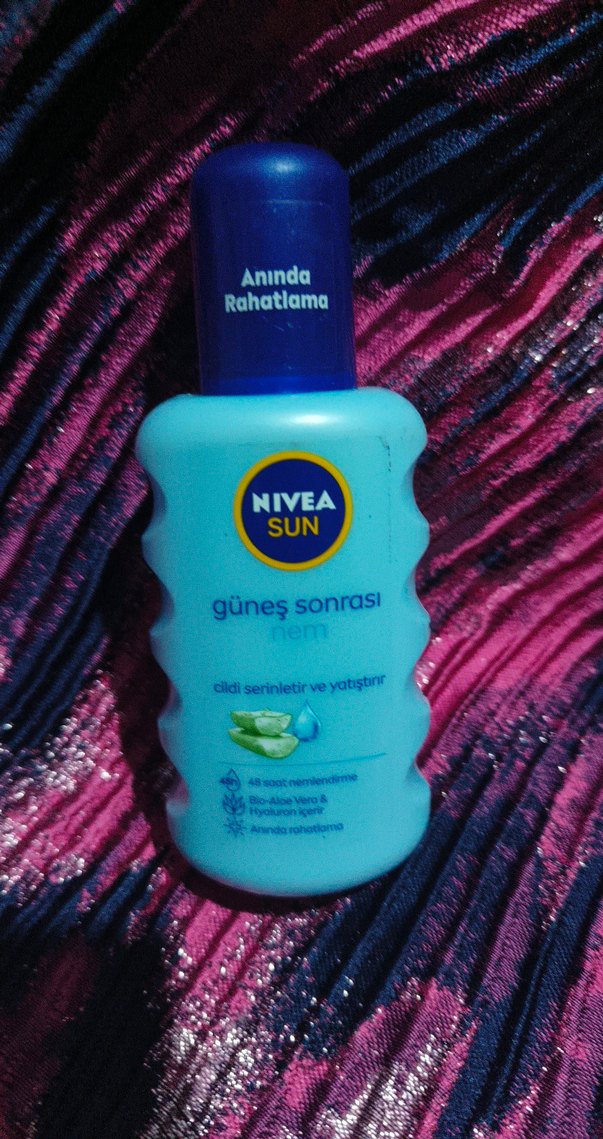 Anında
Rahatlama
NIVEA
SUN
güneş sonrası
nem
cildi serinletir ve yatıştırır
48 saat nemlendirme
Bio-Aloe Vera &
Hyaluron içerir
Anında rahatlama